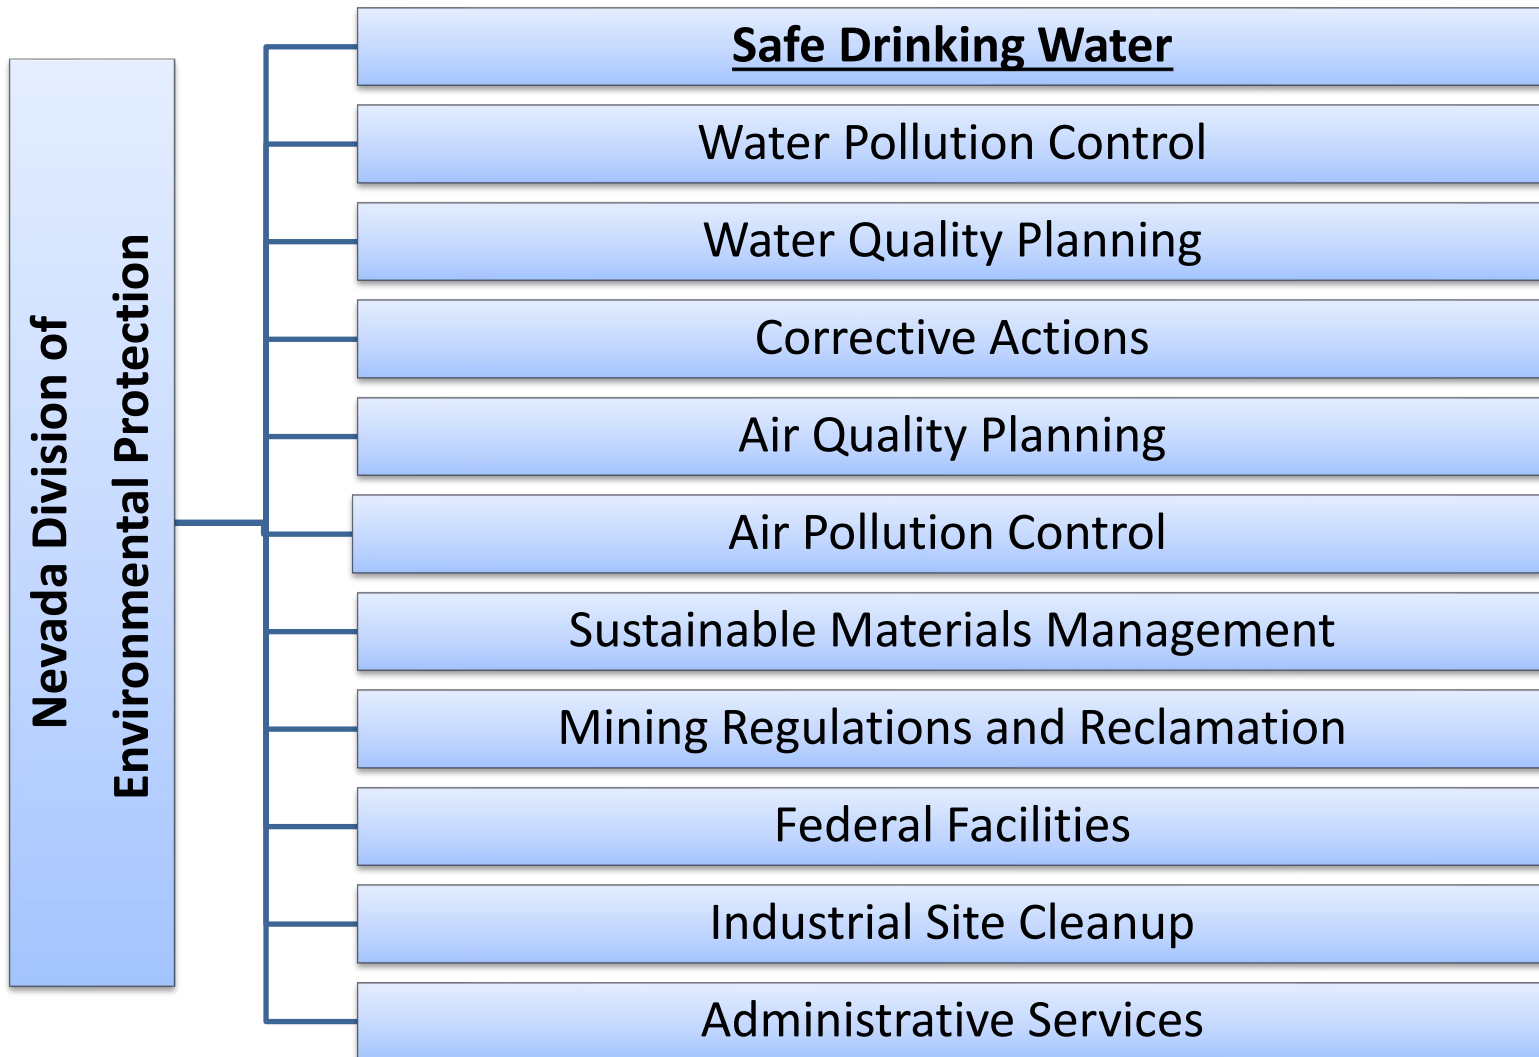 Nevada Division of
Environmental Protection
Safe Drinking Water
Water Pollution Control
Water Quality Planning
Corrective Actions
Air Quality Planning
Air Pollution Control
Sustainable Materials Management
Mining Regulations and Reclamation
Federal Facilities
Industrial Site Cleanup
Administrative Services